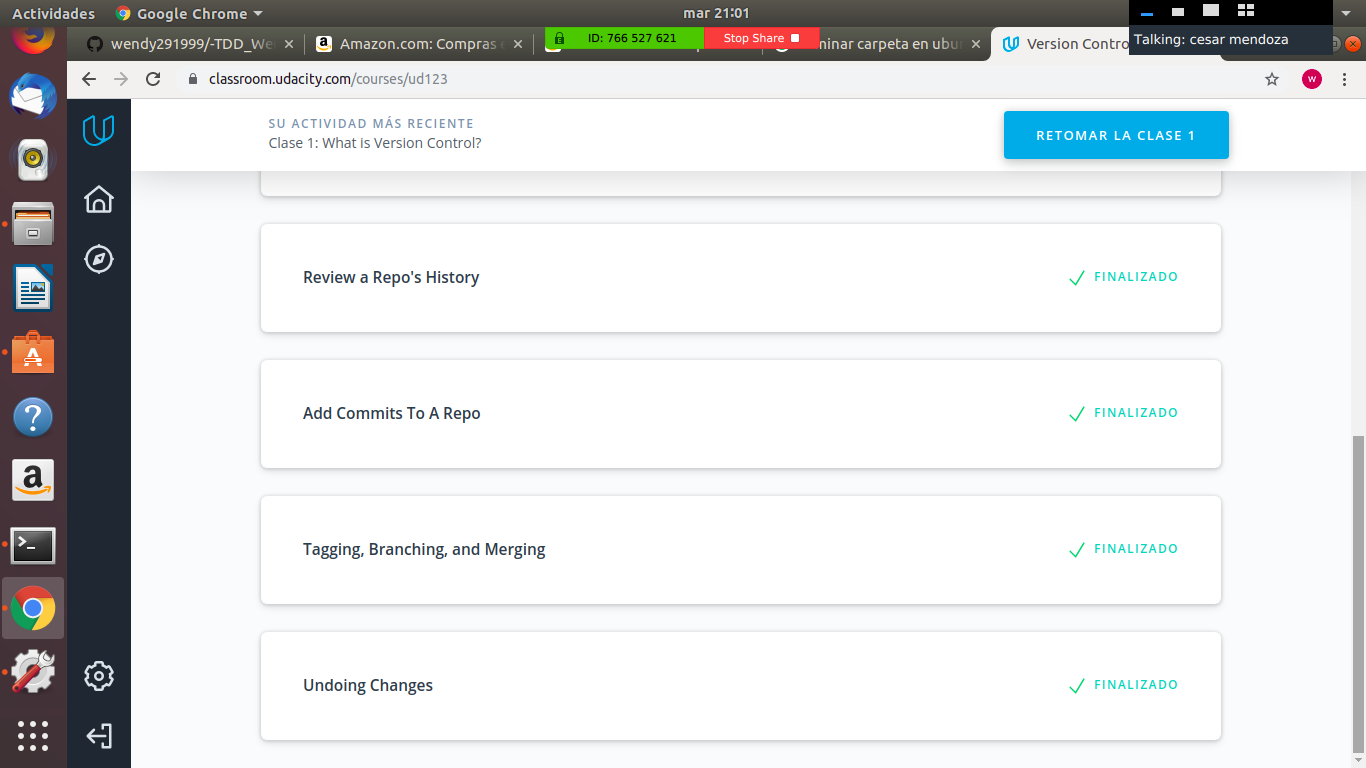 Actividades
Google Chrome
mar 21:01
wendy291999/-TDD_We
Amazon.com: Compras
ID: 766 527 621
Stop Share
minar carpeta en ubu
Version Contro
Talking: cesar mendoza
classroom.udacity.com/courses/ud123
w
SU ACTIVIDAD MÁS RECIENTE
Clase 1: What is Version Control?
RETOMAR LA CLASE 1
Review a Repo's History
FINALIZADO
Add Commits To A Repo
FINALIZADO
Tagging, Branching, and Merging
FINALIZADO
Undoing Changes
FINALIZADO